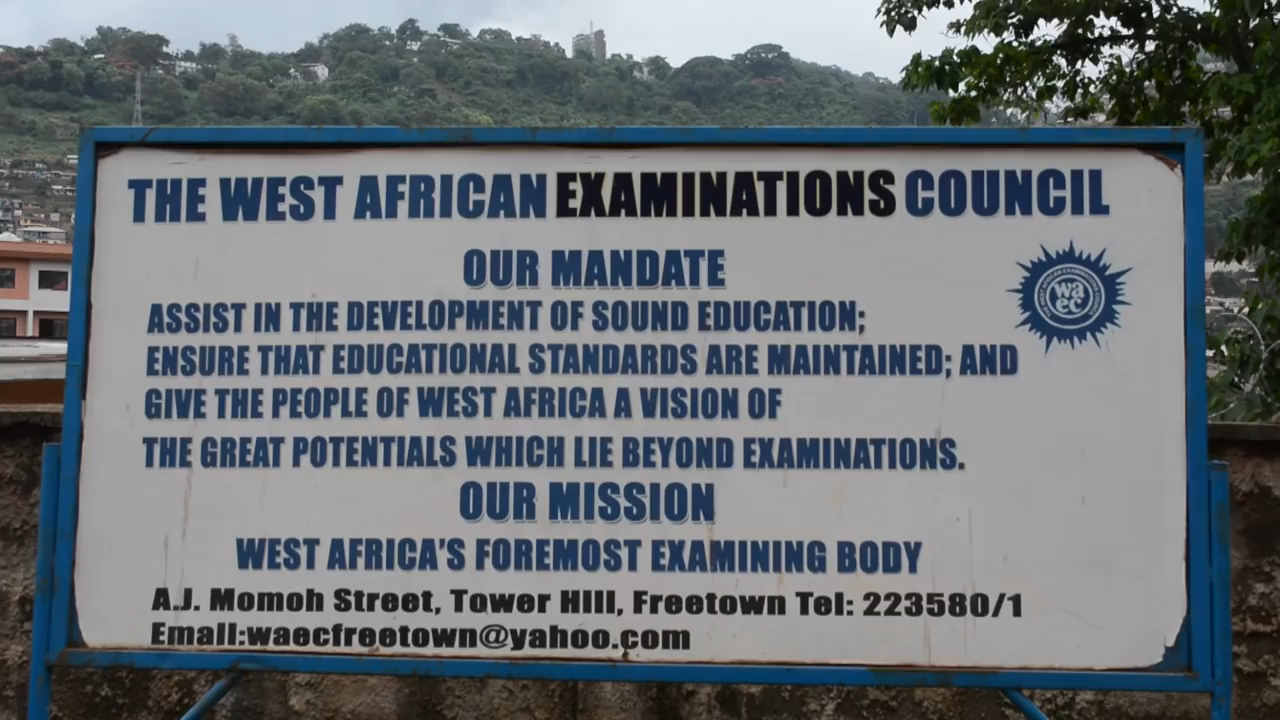 THE WEST AFRICAN EXAMINATIONS COUNCIL
OUR MANDATE
ASSIST IN THE DEVELOPMENT OF SOUND EDUCATION;
ENSURE THAT EDUCATIONAL STANDARDS ARE MAINTAINED; AND
GIVE THE PEOPLE OF WEST AFRICA A VISION OF
THE GREAT POTENTIALS WHICH LIE BEYOND EXAMINATIONS.
OUR MISSION
WEST AFRICA'S FOREMOST EXAMINING BODY
A.J. Momoh Street, Tower Hill, Freetown Tel: 223580/1
Email:waecfreetown@yahoo.com
wa
ec